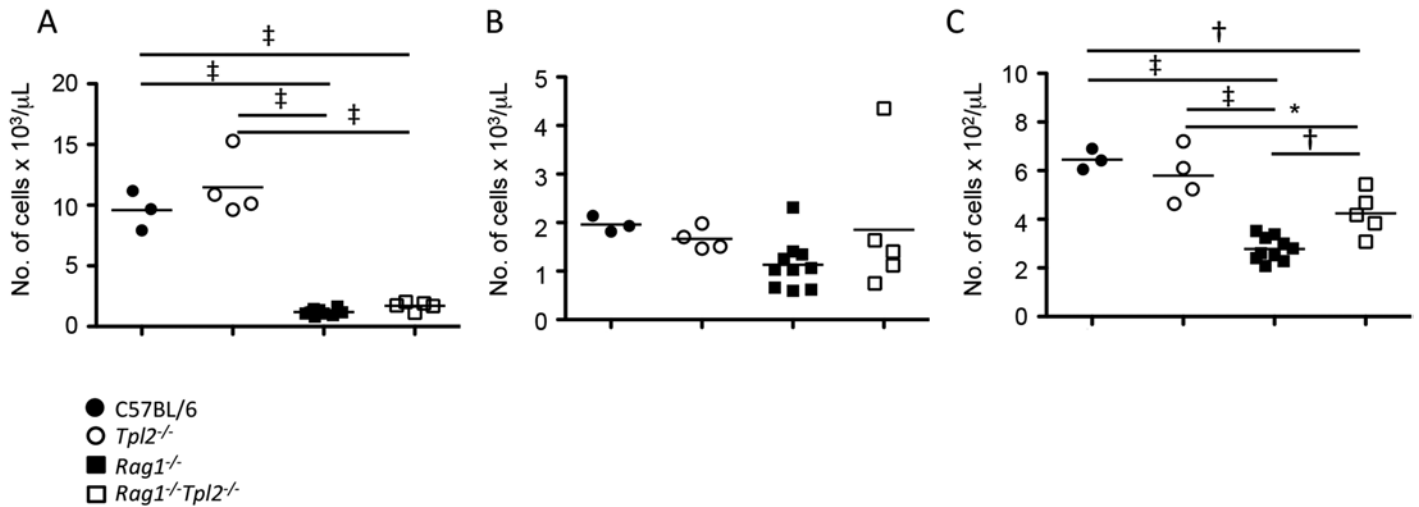 A
‡
‡
‡
‡
20
15
10
5
0
No. of cells x 10³/μL
B
5
4
3
2
1
0
No. of cells x 10³/μL
C
†
‡
‡
*
†
10
8
6
4
2
0
No. of cells x 10²/μL
C57BL/6
Tpl2⁻/⁻
Rag1⁻/⁻
Rag1⁻/⁻Tpl2⁻/⁻